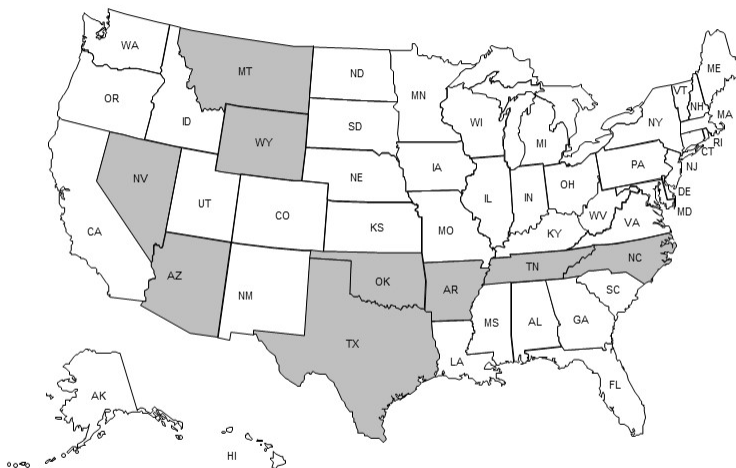 WA
MT
ND
MN
ME
VT
NH
OR
ID
SD
WI
MI
NY
MA
RI
CT
WY
IA
PA
NJ
NV
NE
OH
DE
MD
UT
CO
IL
IN
WV
VA
CA
KS
MO
KY
AZ
NM
OK
AR
TN
NC
SC
TX
MS
AL
GA
LA
FL
AK
HI